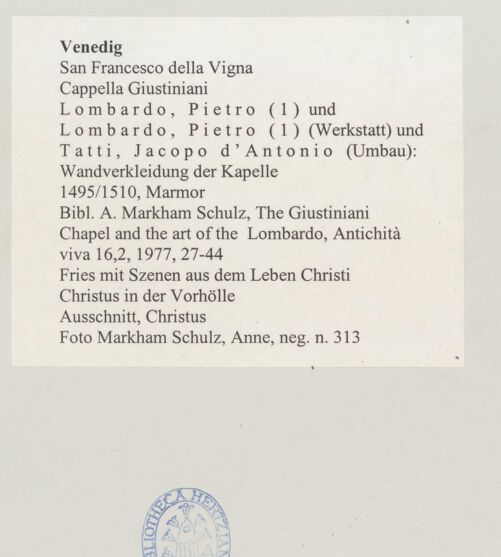 Venedig
San Francesco della Vigna
Cappella Giustiniani
Lombardo, Pietro (1) und
Lombardo, Pietro (1) (Werkstatt) und
Tatti, Jacopo d'Antonio (Umbau):
Wandverkleidung der Kapelle
1495/1510, Marmor
Bibl. A. Markham Schulz, The Giustiniani
Chapel and the art of the Lombardo, Antichità
viva 16,2, 1977, 27-44
Fries mit Szenen aus dem Leben Christi
Christus in der Vorhölle
Ausschnitt, Christus
Foto Markham Schulz, Anne, neg. n. 313
BIBLIOTHECA HERTZIAN